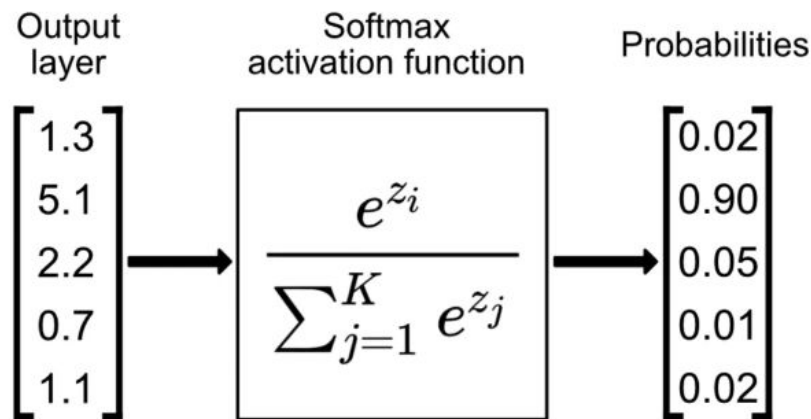 Output
layer
Softmax
activation function
Probabilities
1.3
5.1
2.2
0.7
1.1
e^{z_i}
∑_{j=1}^{K} e^{z_j}
0.02
0.90
0.05
0.01
0.02